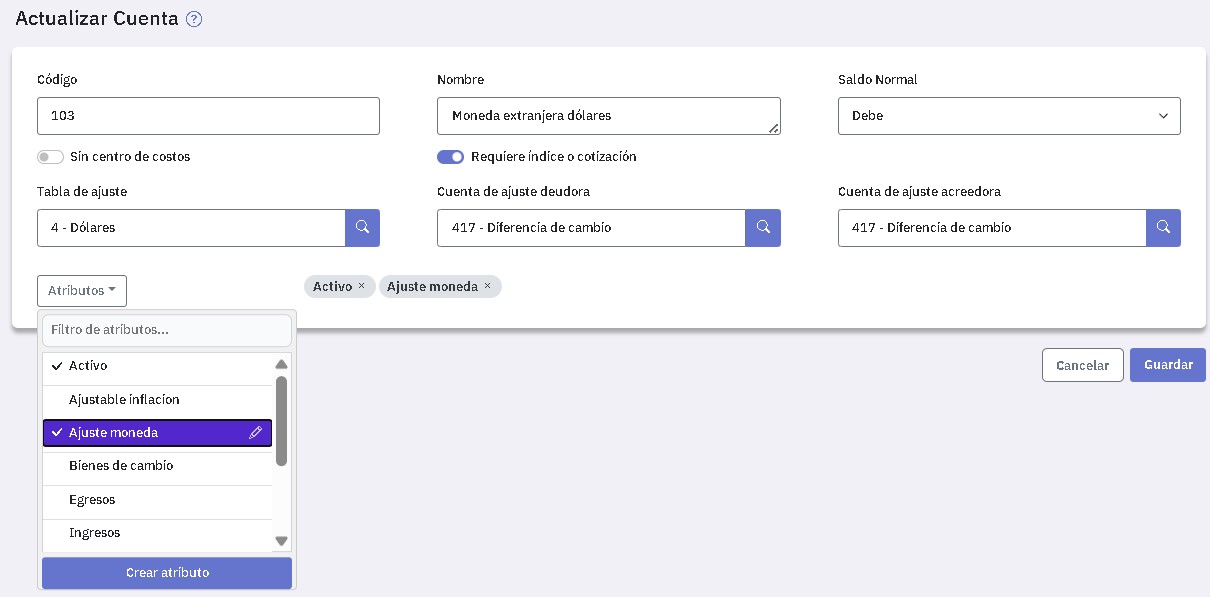 Actualizar Cuenta ?
Código
Nombre
Saldo Normal
103
Moneda extranjera dólares
Debe
Sin centro de costos
Requiere índice o cotización
Tabla de ajuste
Cuenta de ajuste deudora
Cuenta de ajuste acreedora
4 - Dólares
417 - Diferencia de cambio
417 - Diferencia de cambio
Atributos
Activo ×
Ajuste moneda ×
Filtro de atributos...
Activo
Ajustable inflacion
Ajuste moneda
Bienes de cambio
Egresos
Ingresos
Crear atributo
Cancelar
Guardar